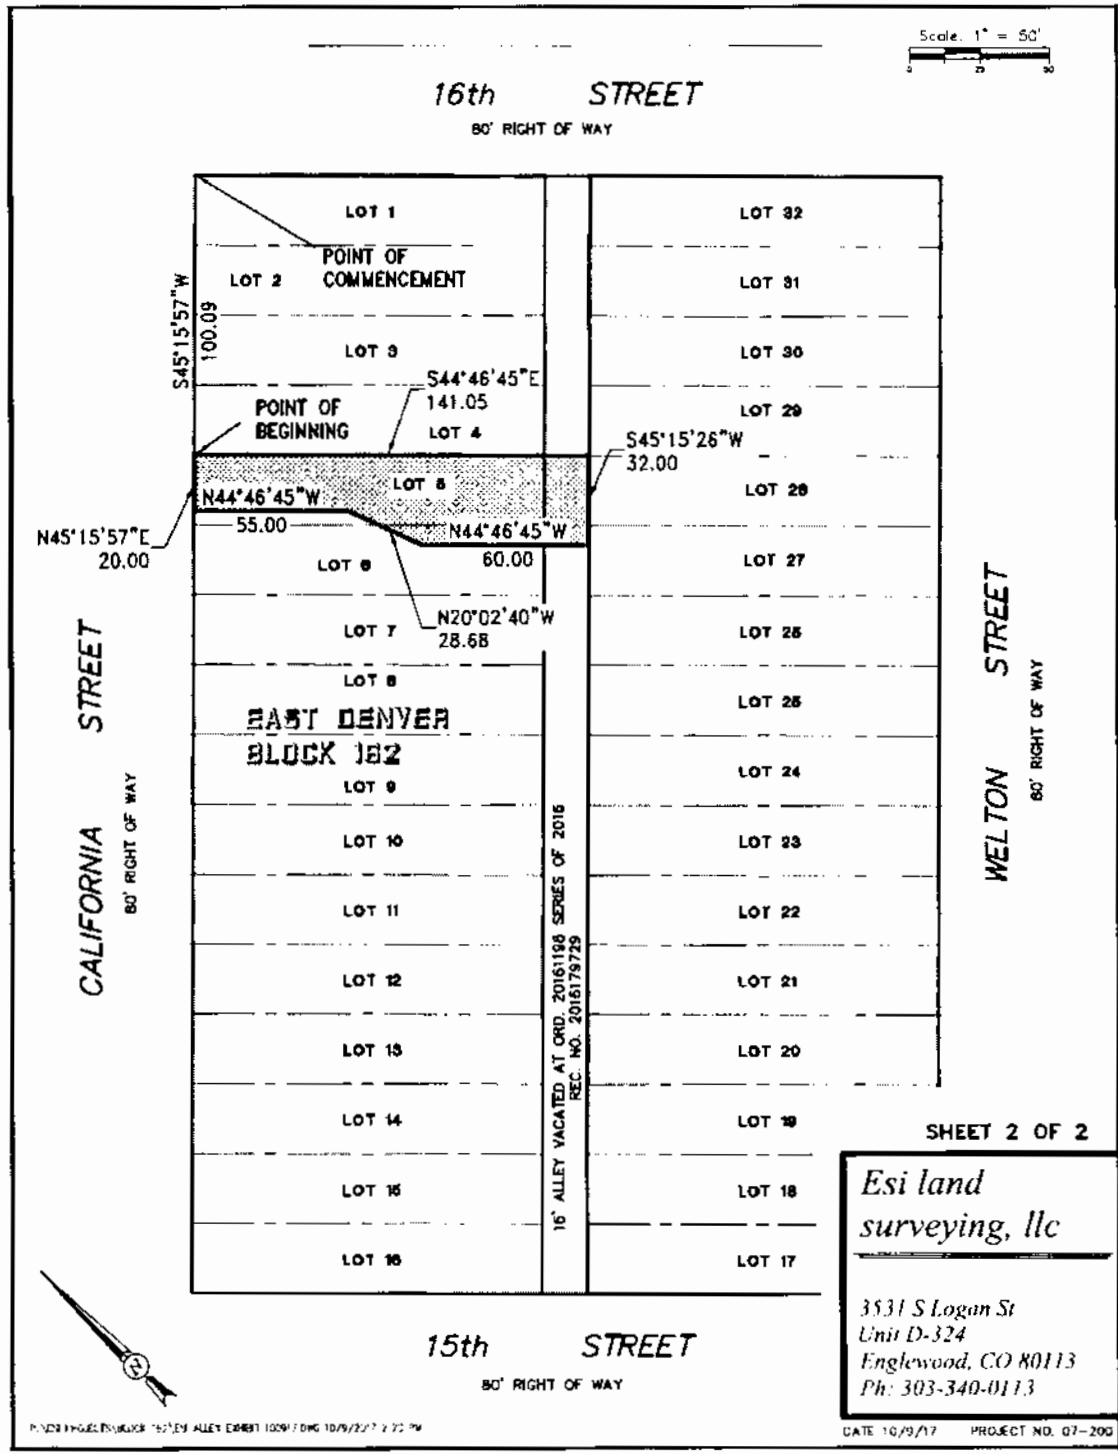 Scale: 1" = 50'
16th STREET
80' RIGHT OF WAY
LOT 1
LOT 32
POINT OF
COMMENCEMENT
LOT 2
LOT 31
S45°15'57"W
100.09
LOT 3
LOT 30
S44°46'45"E
141.05
LOT 29
POINT OF
BEGINNING
LOT 4
S45°15'26"W
32.00
LOT 5
LOT 28
N44°46'45"W
55.00
N45°15'57"E
20.00
N44°46'45"W
60.00
LOT 6
LOT 27
N20°02'40"W
28.68
LOT 7
LOT 26
LOT 8
LOT 25
EAST DENVER
BLOCK 162
LOT 9
LOT 24
LOT 10
LOT 23
LOT 11
LOT 22
LOT 12
LOT 21
LOT 13
LOT 20
LOT 14
LOT 19
LOT 15
LOT 18
LOT 16
LOT 17
CALIFORNIA STREET
80' RIGHT OF WAY
16' ALLEY VACATED AT ORD. 20161198 SERIES OF 2016
REC. NO. 2016179729
WELTON STREET
80' RIGHT OF WAY
SHEET 2 OF 2
Esi land
surveying, llc
3531 S Logan St
Unit D-324
Englewood, CO 80113
Ph: 303-340-0113
N
15th STREET
80' RIGHT OF WAY
ALLEY EXHIBIT
DATE 10/9/17 PROJECT NO. 07-200